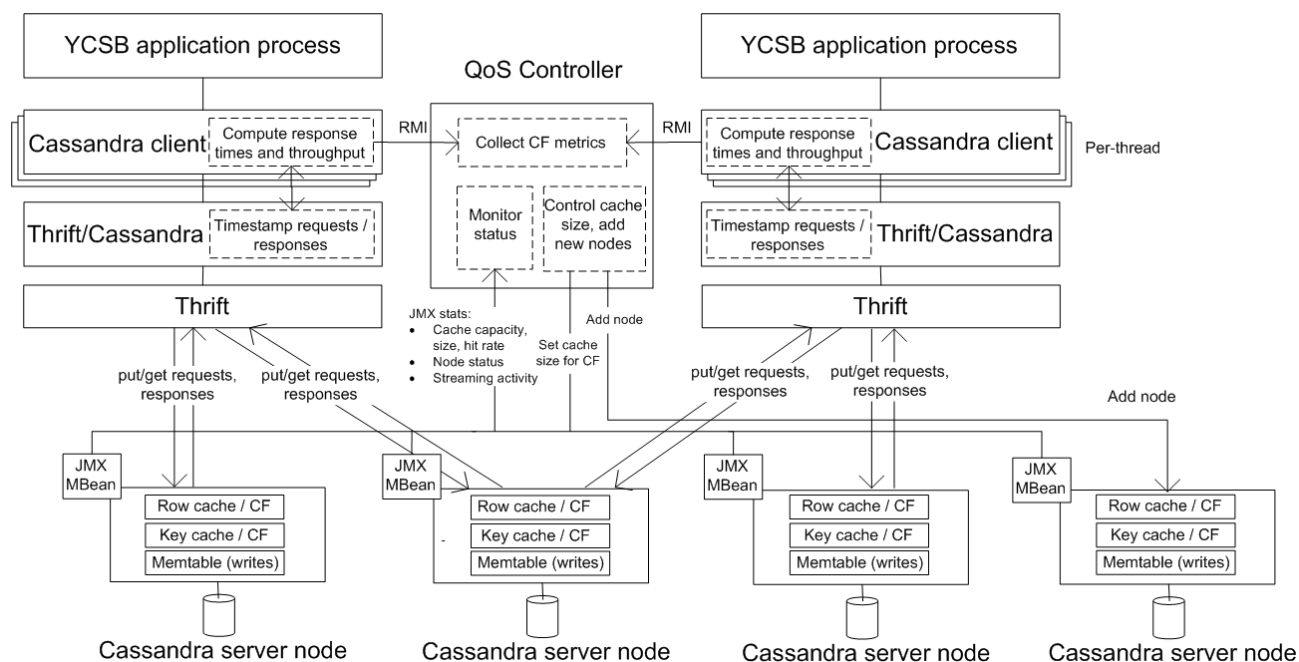 YCSB application process
YCSB application process
QoS Controller
Cassandra client
Compute response
times and throughput
RMI
Collect CF metrics
RMI
Compute response
times and throughput
Cassandra client
Per-thread
Thrift/Cassandra
Timestamp requests /
responses
Monitor
status
Control cache
size, add
new nodes
Timestamp requests /
responses
Thrift/Cassandra
Thrift
Thrift
JMX stats:
• Cache capacity,
size, hit rate
• Node status
• Streaming activity
Set cache
size for CF
Add node
put/get requests,
responses
put/get requests,
responses
put/get requests,
responses
put/get requests,
responses
Add node
JMX
MBean
Row cache / CF
Key cache / CF
Memtable (writes)
Cassandra server node
JMX
MBean
Row cache / CF
Key cache / CF
Memtable (writes)
Cassandra server node
JMX
MBean
Row cache / CF
Key cache / CF
Memtable (writes)
Cassandra server node
JMX
MBean
Row cache / CF
Key cache / CF
Memtable (writes)
Cassandra server node